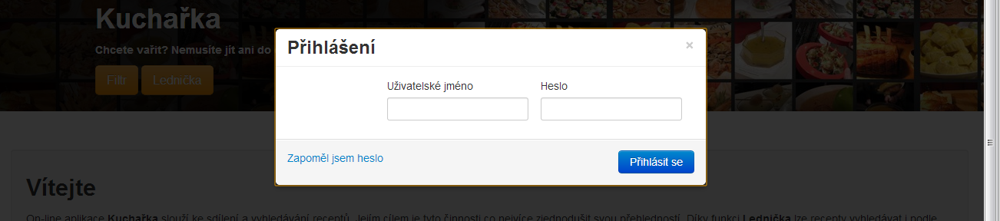 Kuchařka
Chcete vařit? Nemusíte jít ani do
Filtr
Lednička
Přihlášení
×
Uživatelské jméno
Heslo
Zapoměl jsem heslo
Přihlásit se
Vítejte
On-line aplikace Kuchařka slouží ke sdílení a vyhledávání receptů. Jejím cílem je tyto činnosti co nejvíce zjednodušit svou přehledností. Díky funkci Lednička lze recepty vyhledávat i podle